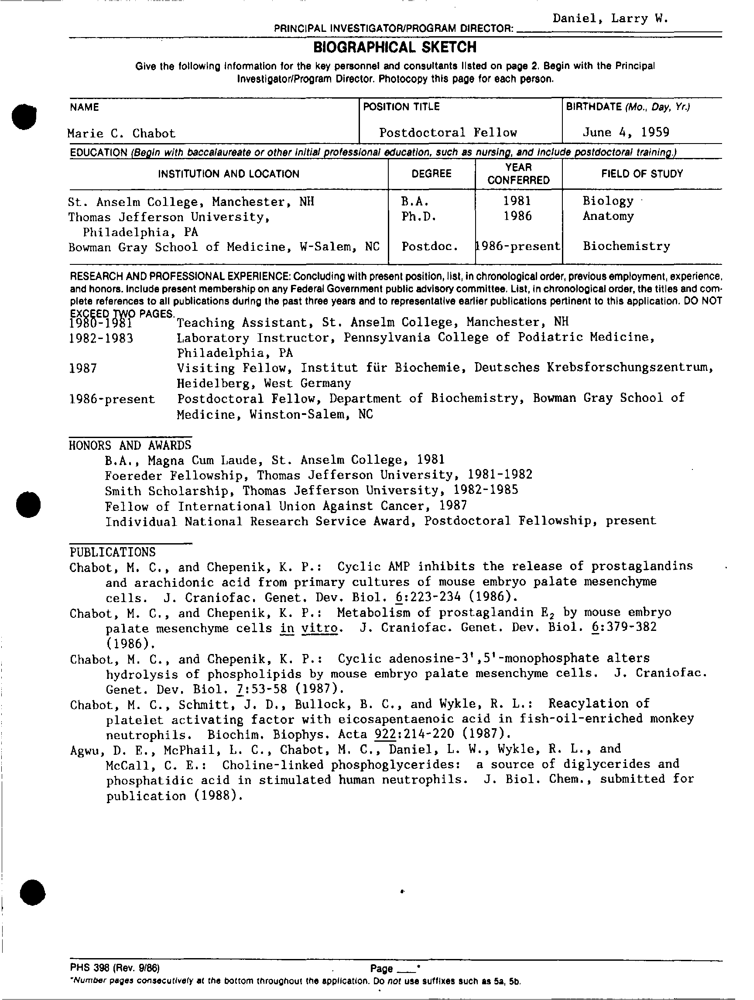 Daniel, Larry W.
PRINCIPAL INVESTIGATOR/PROGRAM DIRECTOR:
BIOGRAPHICAL SKETCH
Give the following information for the key personnel and consultants listed on page 2. Begin with the Principal
Investigator/Program Director. Photocopy this page for each person.
NAME POSITION TITLE BIRTHDATE (Mo., Day, Yr.)
Marie C. Chabot Postdoctoral Fellow June 4, 1959
EDUCATION (Begin with baccalaureate or other initial professional education, such as nursing, and include postdoctoral training.)
INSTITUTION AND LOCATION DEGREE YEAR CONFERRED FIELD OF STUDY
St. Anselm College, Manchester, NH B.A. 1981 Biology
Thomas Jefferson University, Ph.D. 1986 Anatomy
Philadelphia, PA
Bowman Gray School of Medicine, W-Salem, NC Postdoc. 1986-present Biochemistry
RESEARCH AND PROFESSIONAL EXPERIENCE: Concluding with present position, list, in chronological order, previous employment, experience,
and honors. Include present membership on any Federal Government public advisory committee. List, in chronological order, the titles and com-
plete references to all publications during the past three years and to representative earlier publications pertinent to this application. DO NOT
EXCEED TWO PAGES.
1980-1981 Teaching Assistant, St. Anselm College, Manchester, NH
1982-1983 Laboratory Instructor, Pennsylvania College of Podiatric Medicine,
Philadelphia, PA
1987 Visiting Fellow, Institut für Biochemie, Deutsches Krebsforschungszentrum,
Heidelberg, West Germany
1986-present Postdoctoral Fellow, Department of Biochemistry, Bowman Gray School of
Medicine, Winston-Salem, NC
HONORS AND AWARDS
B.A., Magna Cum Laude, St. Anselm College, 1981
Foereder Fellowship, Thomas Jefferson University, 1981-1982
Smith Scholarship, Thomas Jefferson University, 1982-1985
Fellow of International Union Against Cancer, 1987
Individual National Research Service Award, Postdoctoral Fellowship, present
PUBLICATIONS
Chabot, M. C., and Chepenik, K. P.: Cyclic AMP inhibits the release of prostaglandins
and arachidonic acid from primary cultures of mouse embryo palate mesenchyme
cells. J. Craniofac. Genet. Dev. Biol. 6:223-234 (1986).
Chabot, M. C., and Chepenik, K. P.: Metabolism of prostaglandin E₂ by mouse embryo
palate mesenchyme cells in vitro. J. Craniofac. Genet. Dev. Biol. 6:379-382
(1986).
Chabot, M. C., and Chepenik, K. P.: Cyclic adenosine-3',5'-monophosphate alters
hydrolysis of phospholipids by mouse embryo palate mesenchyme cells. J. Craniofac.
Genet. Dev. Biol. 7:53-58 (1987).
Chabot, M. C., Schmitt, J. D., Bullock, B. C., and Wykle, R. L.: Reacylation of
platelet activating factor with eicosapentaenoic acid in fish-oil-enriched monkey
neutrophils. Biochim. Biophys. Acta 922:214-220 (1987).
Agwu, D. E., McPhail, L. C., Chabot, M. C., Daniel, L. W., Wykle, R. L., and
McCall, C. E.: Choline-linked phosphoglycerides: a source of diglycerides and
phosphatidic acid in stimulated human neutrophils. J. Biol. Chem., submitted for
publication (1988).
PHS 398 (Rev. 9/86) Page ___*
*Number pages consecutively at the bottom throughout the application. Do not use suffixes such as 5a, 5b.